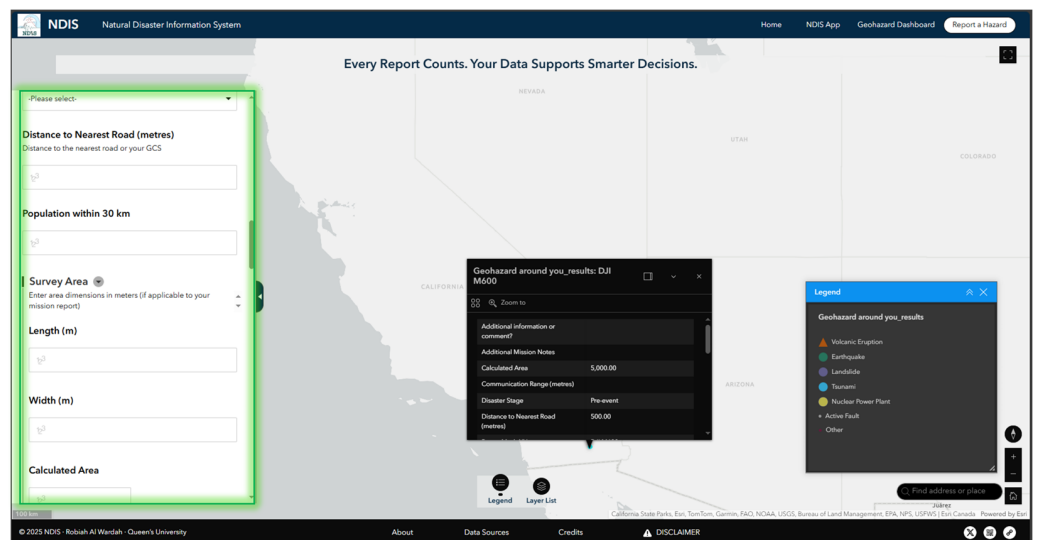 NDIS
NDIS Natural Disaster Information System
Home NDIS App Geohazard Dashboard Report a Hazard
Every Report Counts. Your Data Supports Smarter Decisions.
-Please select-
Distance to Nearest Road (metres)
Distance to the nearest road or your GCS
Population within 30 km
Survey Area
Enter area dimensions in meters (if applicable to your
mission report)
Length (m)
Width (m)
Calculated Area
100 km
NEVADA
UTAH
COLORADO
CALIFORNIA
ARIZONA
Geohazard around you_results: DJI
M600
Zoom to
Additional information or
comment?
Additional Mission Notes
Calculated Area 5,000.00
Communication Range (metres)
Disaster Stage Pre-event
Distance to Nearest Road 500.00
(metres)
Legend
Geohazard around you_results
Volcanic Eruption
Earthquake
Landslide
Tsunami
Nuclear Power Plant
Active Fault
Other
Legend Layer List
Find address or place
Juárez
California State Parks, Esri, TomTom, Garmin, FAO, NOAA, USGS, Bureau of Land Management, EPA, NPS, USFWS | Esri Canada Powered by Esri
© 2025 NDIS - Robiah Al Wardah - Queen's University
About Data Sources Credits DISCLAIMER